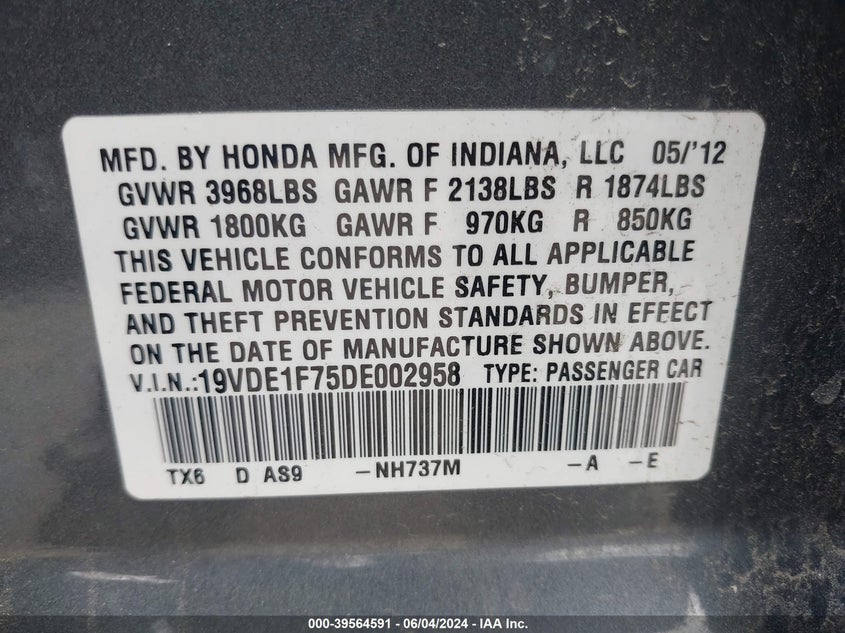 MFD. BY HONDA MFG. OF INDIANA, LLC 05/'12
GVWR 3968LBS GAWR F 2138LBS R 1874LBS
GVWR 1800KG GAWR F 970KG R 850KG
THIS VEHICLE CONFORMS TO ALL APPLICABLE
FEDERAL MOTOR VEHICLE SAFETY, BUMPER,
AND THEFT PREVENTION STANDARDS IN EFFECT
ON THE DATE OF MANUFACTURE SHOWN ABOVE.
V.I.N.:19VDE1F75DE002958 TYPE: PASSENGER CAR
TX6 D AS9 -NH737M -A -E
000-39564591 - 06/04/2024 - IAA Inc.